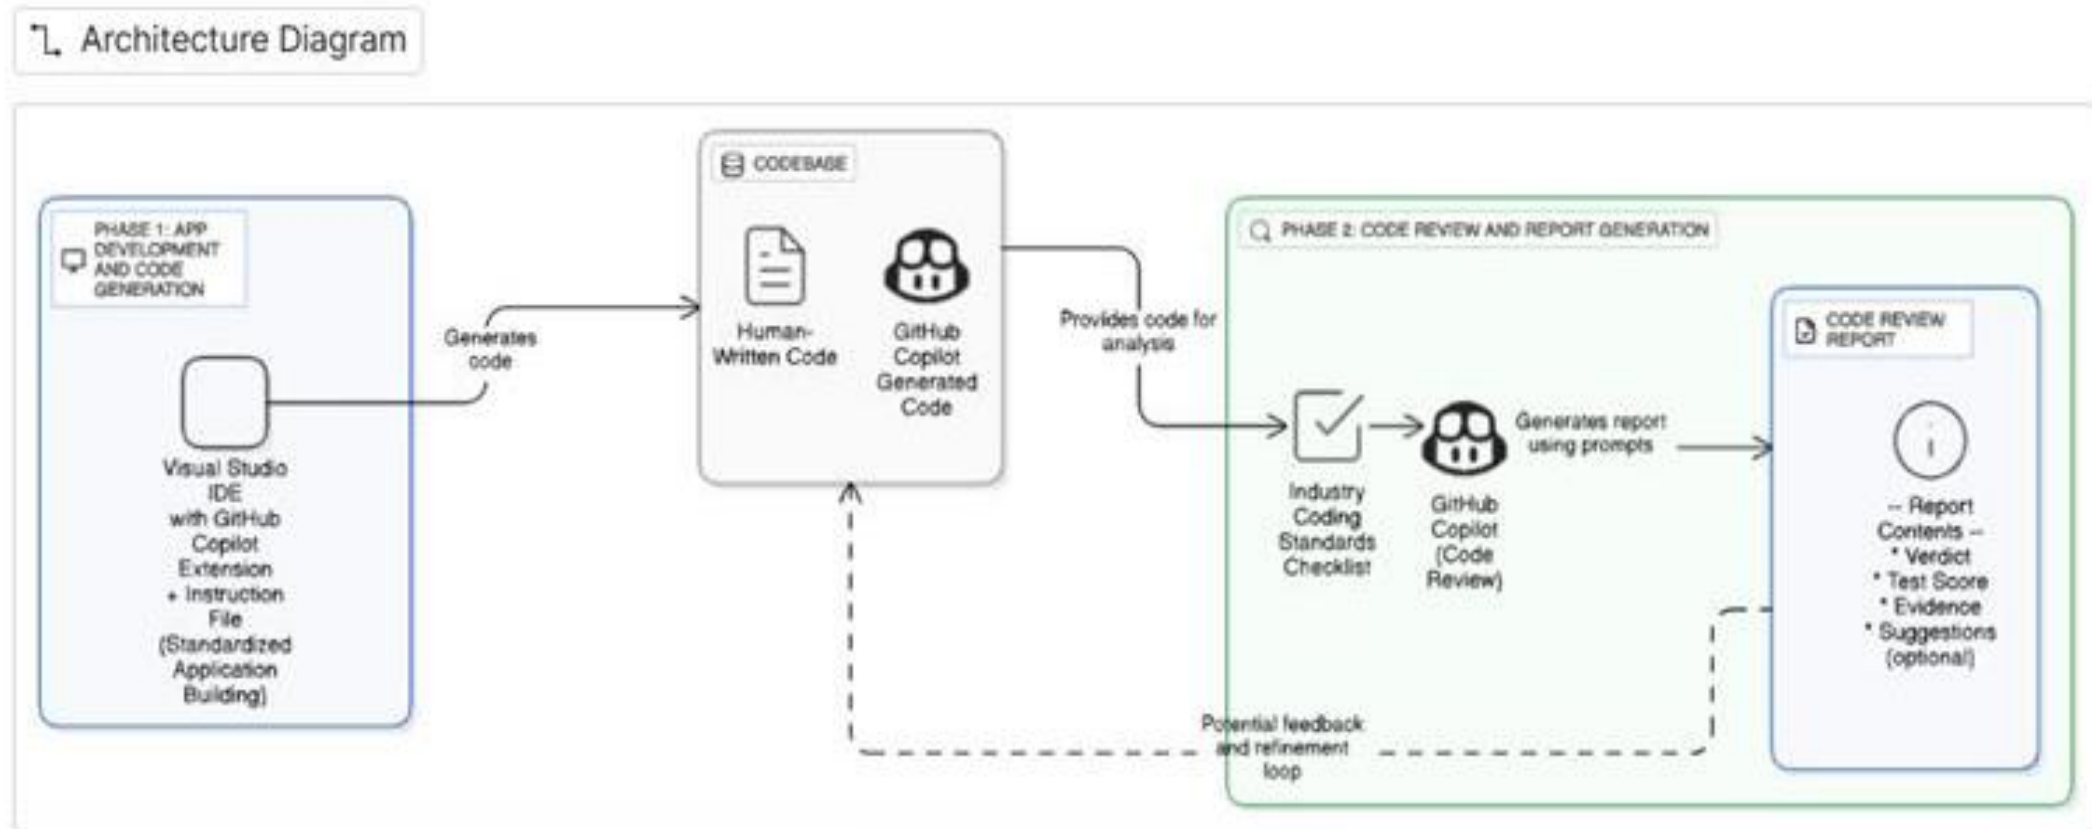 Architecture Diagram
PHASE 1: APP
DEVELOPMENT
AND CODE
GENERATION
Visual Studio
IDE
with GitHub
Copilot
Extension
+ Instruction
File
(Standardized
Application
Building)
Generates
code
CODEBASE
Human-
Written Code
GitHub
Copilot
Generated
Code
Provides code for
analysis
PHASE 2: CODE REVIEW AND REPORT GENERATION
Industry
Coding
Standards
Checklist
GitHub
Copilot
(Code
Review)
Generates report
using prompts
CODE REVIEW
REPORT
-- Report
Contents --
* Verdict
* Test Score
* Evidence
* Suggestions
(optional)
Potential feedback
and refinement
loop